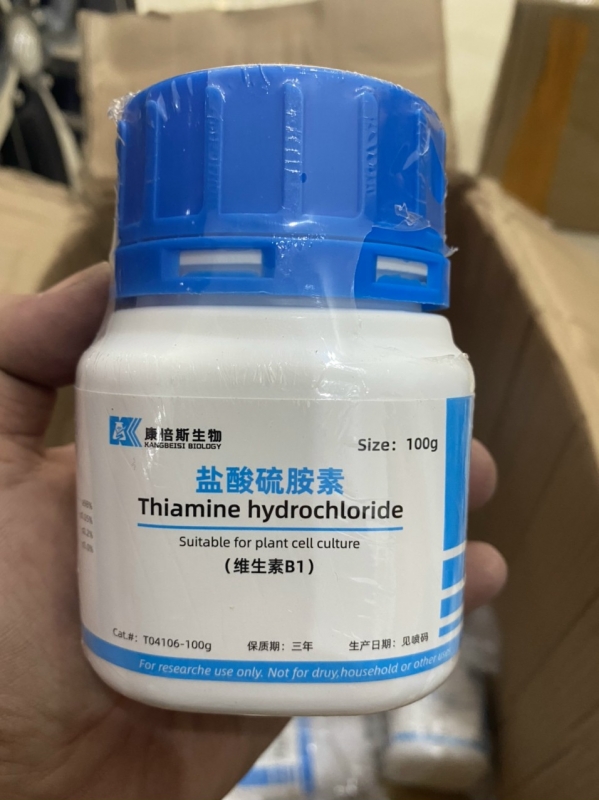 康倍斯生物
KANGBEISI BIOLOGY
Size: 100g
盐酸硫胺素
Thiamine hydrochloride
Suitable for plant cell culture
（维生素B1）
Cat.#: T04106-100g 保质期: 三年 生产日期: 见喷码
For researche use only. Not for druy,household or other